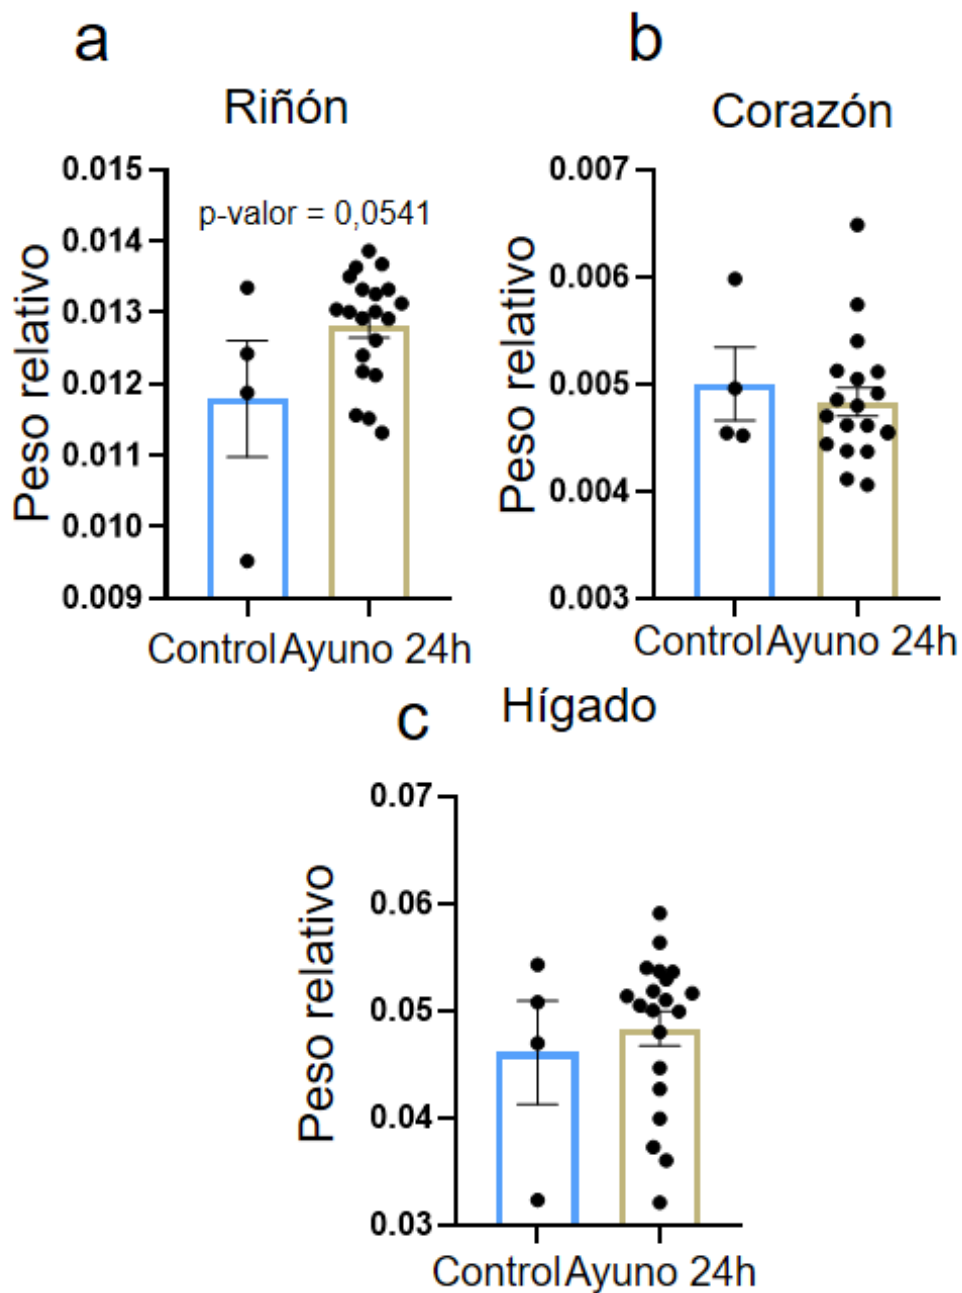 a
b
Riñón
Corazón
Peso relativo
0.015
0.014
0.013
0.012
0.011
0.010
0.009
p-valor = 0,0541
Control Ayuno 24h
Peso relativo
0.007
0.006
0.005
0.004
0.003
Control Ayuno 24h
c
Hígado
Peso relativo
0.07
0.06
0.05
0.04
0.03
Control Ayuno 24h